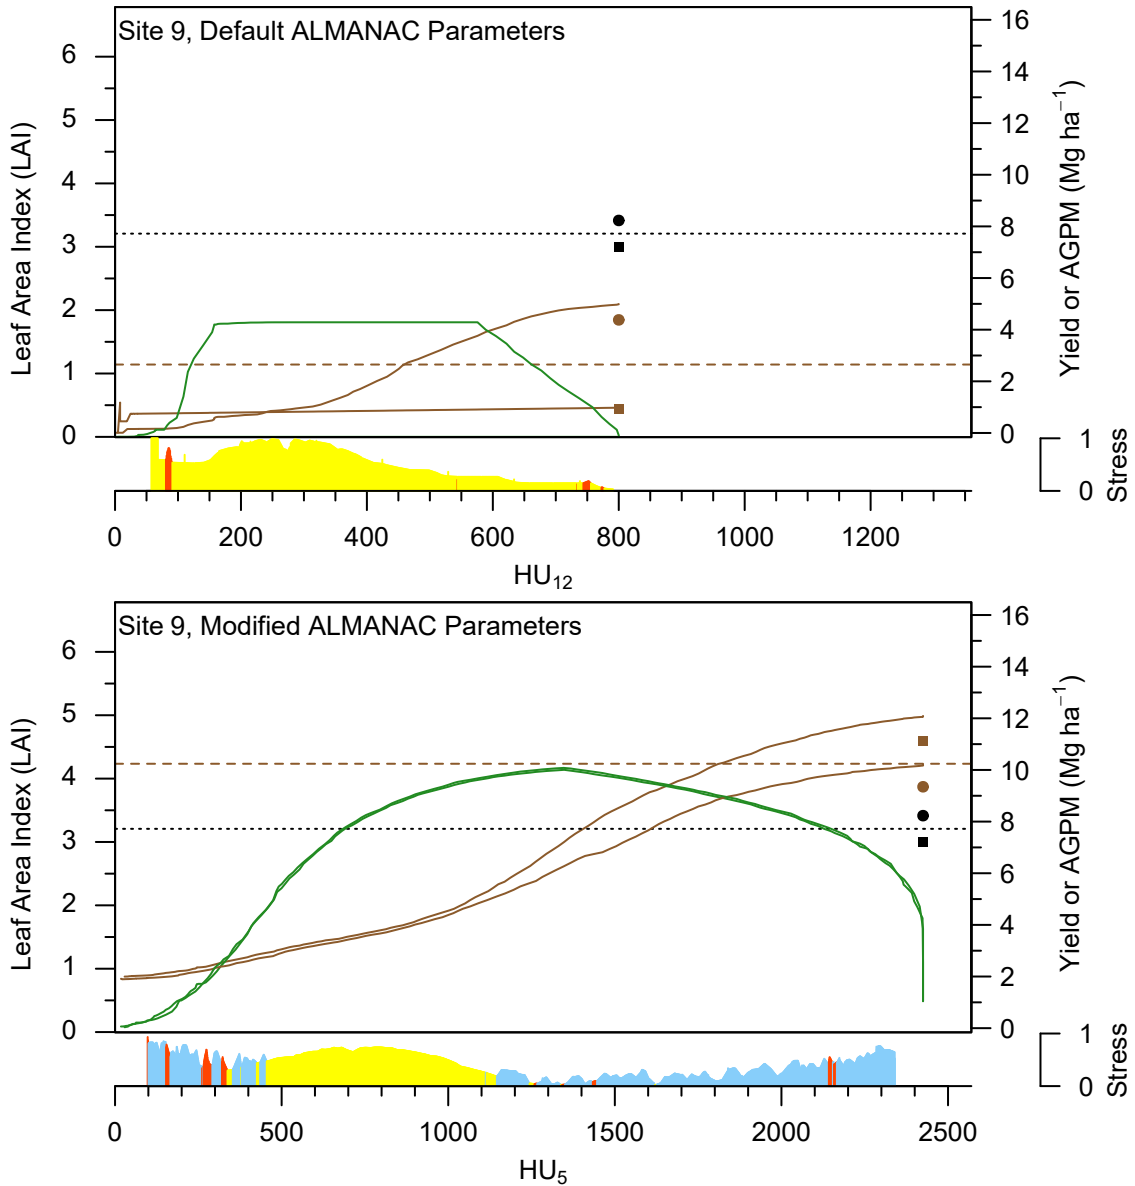 Site 9, Default ALMANAC Parameters
Leaf Area Index (LAI)
0 1 2 3 4 5 6
0 2 4 6 8 10 12 14 16
Yield or AGPM (Mg ha⁻¹)
0 1
Stress
0 200 400 600 800 1000 1200
HU₁₂
Site 9, Modified ALMANAC Parameters
Leaf Area Index (LAI)
0 1 2 3 4 5 6
0 2 4 6 8 10 12 14 16
Yield or AGPM (Mg ha⁻¹)
0 1
Stress
0 500 1000 1500 2000 2500
HU₅